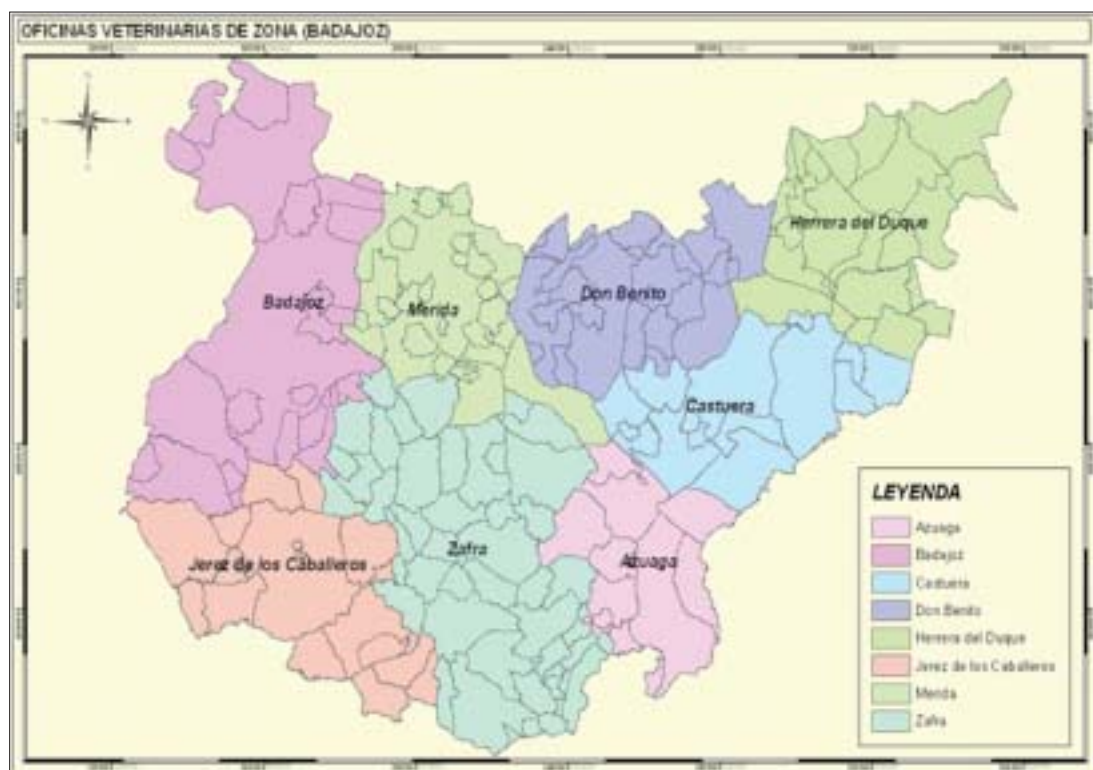 OFICINAS VETERINARIAS DE ZONA (BADAJOZ)
Herrera del Duque
Don Benito
Badajoz
Merida
Castuera
Zafra
Azuaga
Jerez de los Caballeros
LEYENDA
Azuaga
Badajoz
Castuera
Don Benito
Herrera del Duque
Jerez de los Caballeros
Merida
Zafra